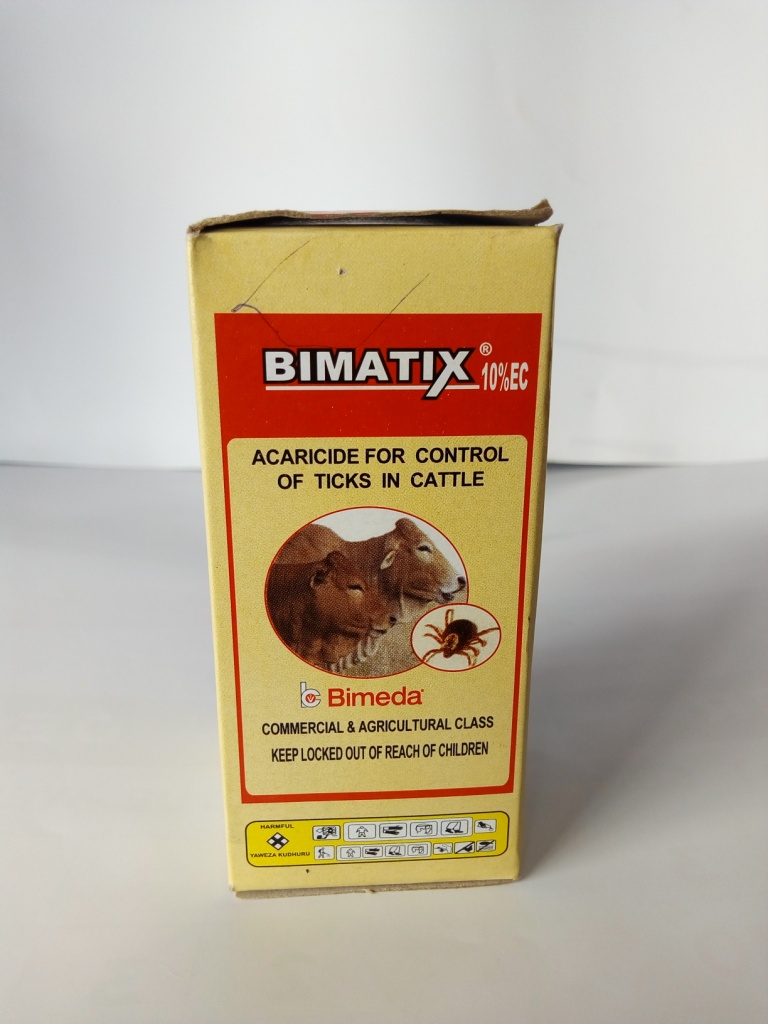 BIMATIX® 10%EC
ACARICIDE FOR CONTROL
OF TICKS IN CATTLE
Bimeda
COMMERCIAL & AGRICULTURAL CLASS
KEEP LOCKED OUT OF REACH OF CHILDREN
HARMFUL
YAWEZA KUDHURU